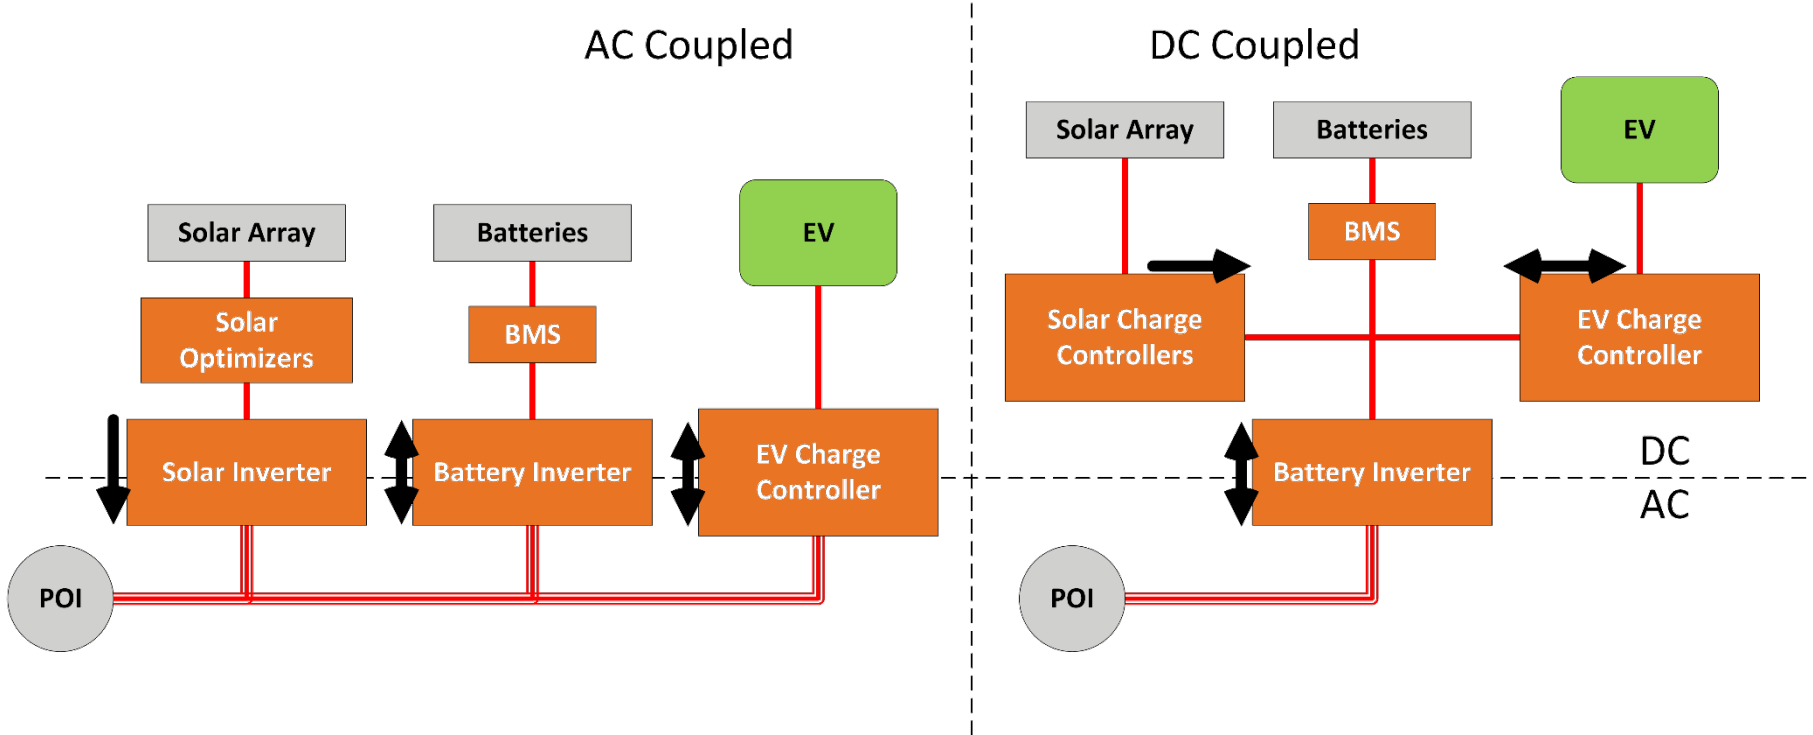 AC Coupled
Solar Array
Batteries
EV
Solar
Optimizers
BMS
Solar Inverter
Battery Inverter
EV Charge
Controller
POI
DC Coupled
Solar Array
Batteries
EV
BMS
Solar Charge
Controllers
EV Charge
Controller
Battery Inverter
DC
AC
POI